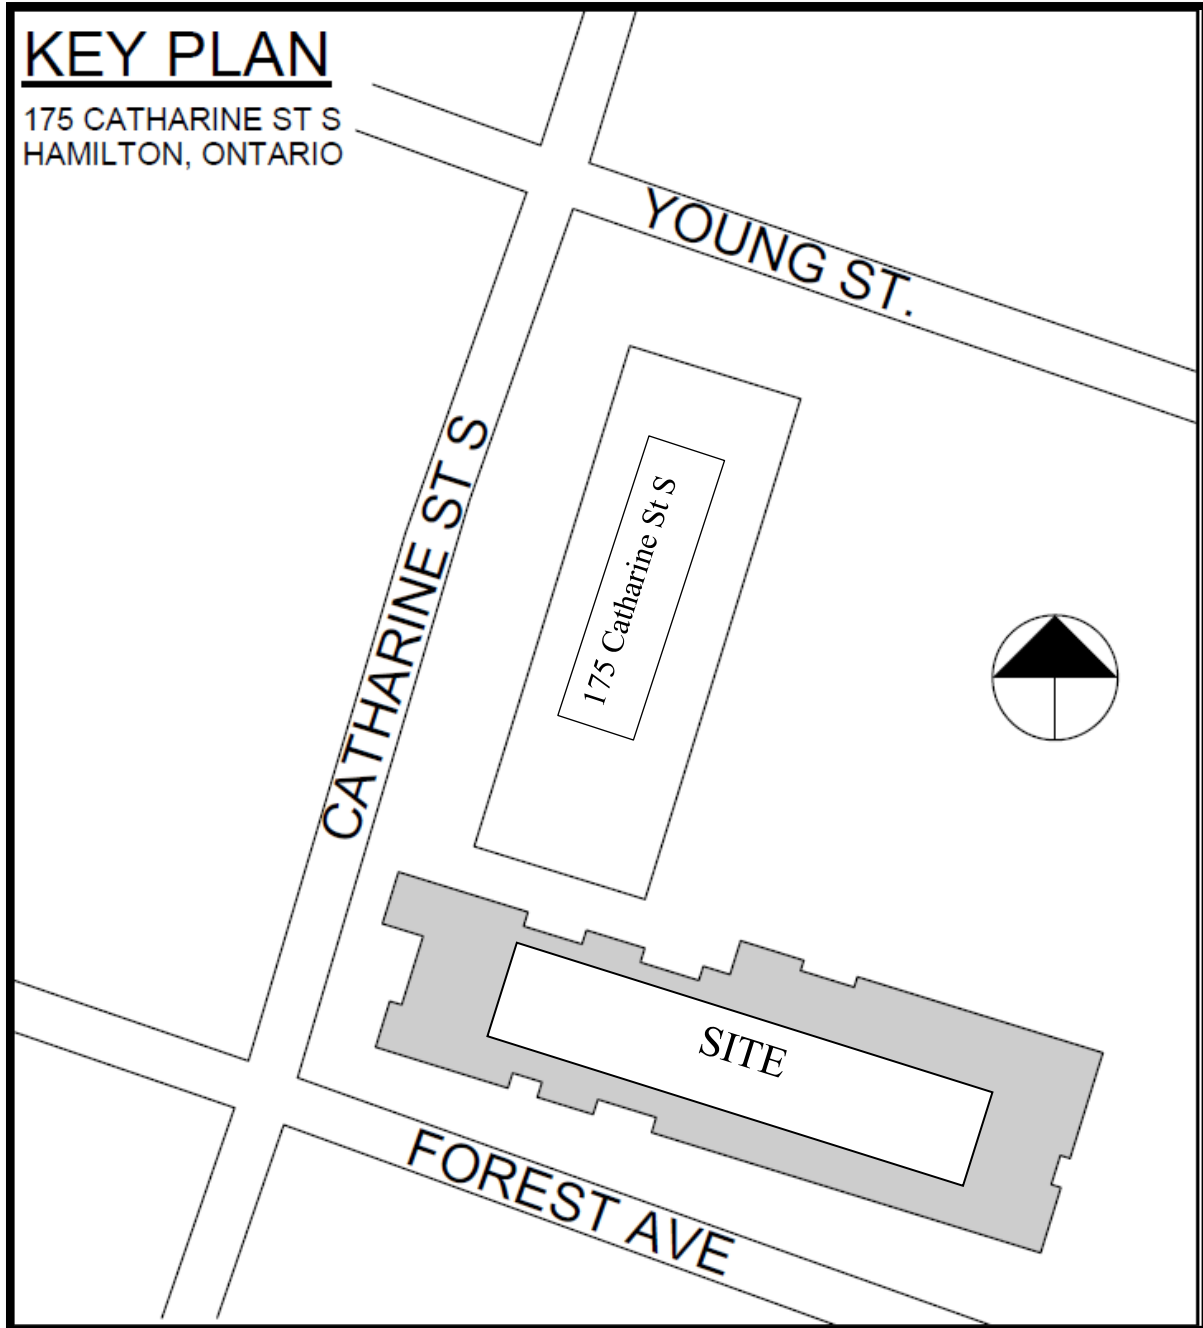 KEY PLAN
175 CATHARINE ST S
HAMILTON, ONTARIO
YOUNG ST.
CATHARINE ST S
175 Catharine St S
SITE
FOREST AVE